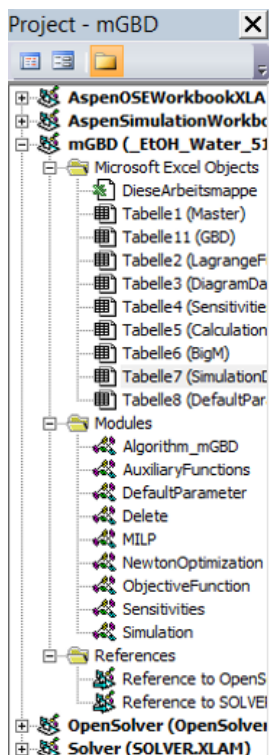 Project - mGBD
AspenOSEWorkbookXLA
AspenSimulationWorkbo
mGBD (_EtOH_Water_51
Microsoft Excel Objects
DieseArbeitsmappe
Tabelle1 (Master)
Tabelle11 (GBD)
Tabelle2 (LagrangeF
Tabelle3 (DiagramDa
Tabelle4 (Sensitivitie
Tabelle5 (Calculation
Tabelle6 (BigM)
Tabelle7 (SimulationD
Tabelle8 (DefaultPar
Modules
Algorithm_mGBD
AuxiliaryFunctions
DefaultParameter
Delete
MILP
NewtonOptimization
ObjectiveFunction
Sensitivities
Simulation
References
Reference to OpenS
Reference to SOLVE
OpenSolver (OpenSolver
Solver (SOLVER.XLAM)